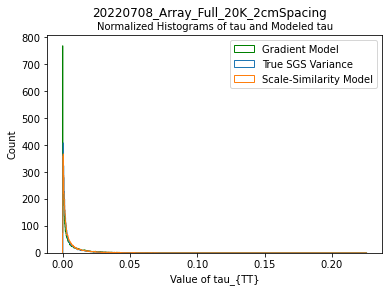 20220708_Array_Full_20K_2cmSpacing
Normalized Histograms of tau and Modeled tau
Gradient Model
True SGS Variance
Scale-Similarity Model
Count
800
700
600
500
400
300
200
100
0
0.00 0.05 0.10 0.15 0.20
Value of tau_{TT}